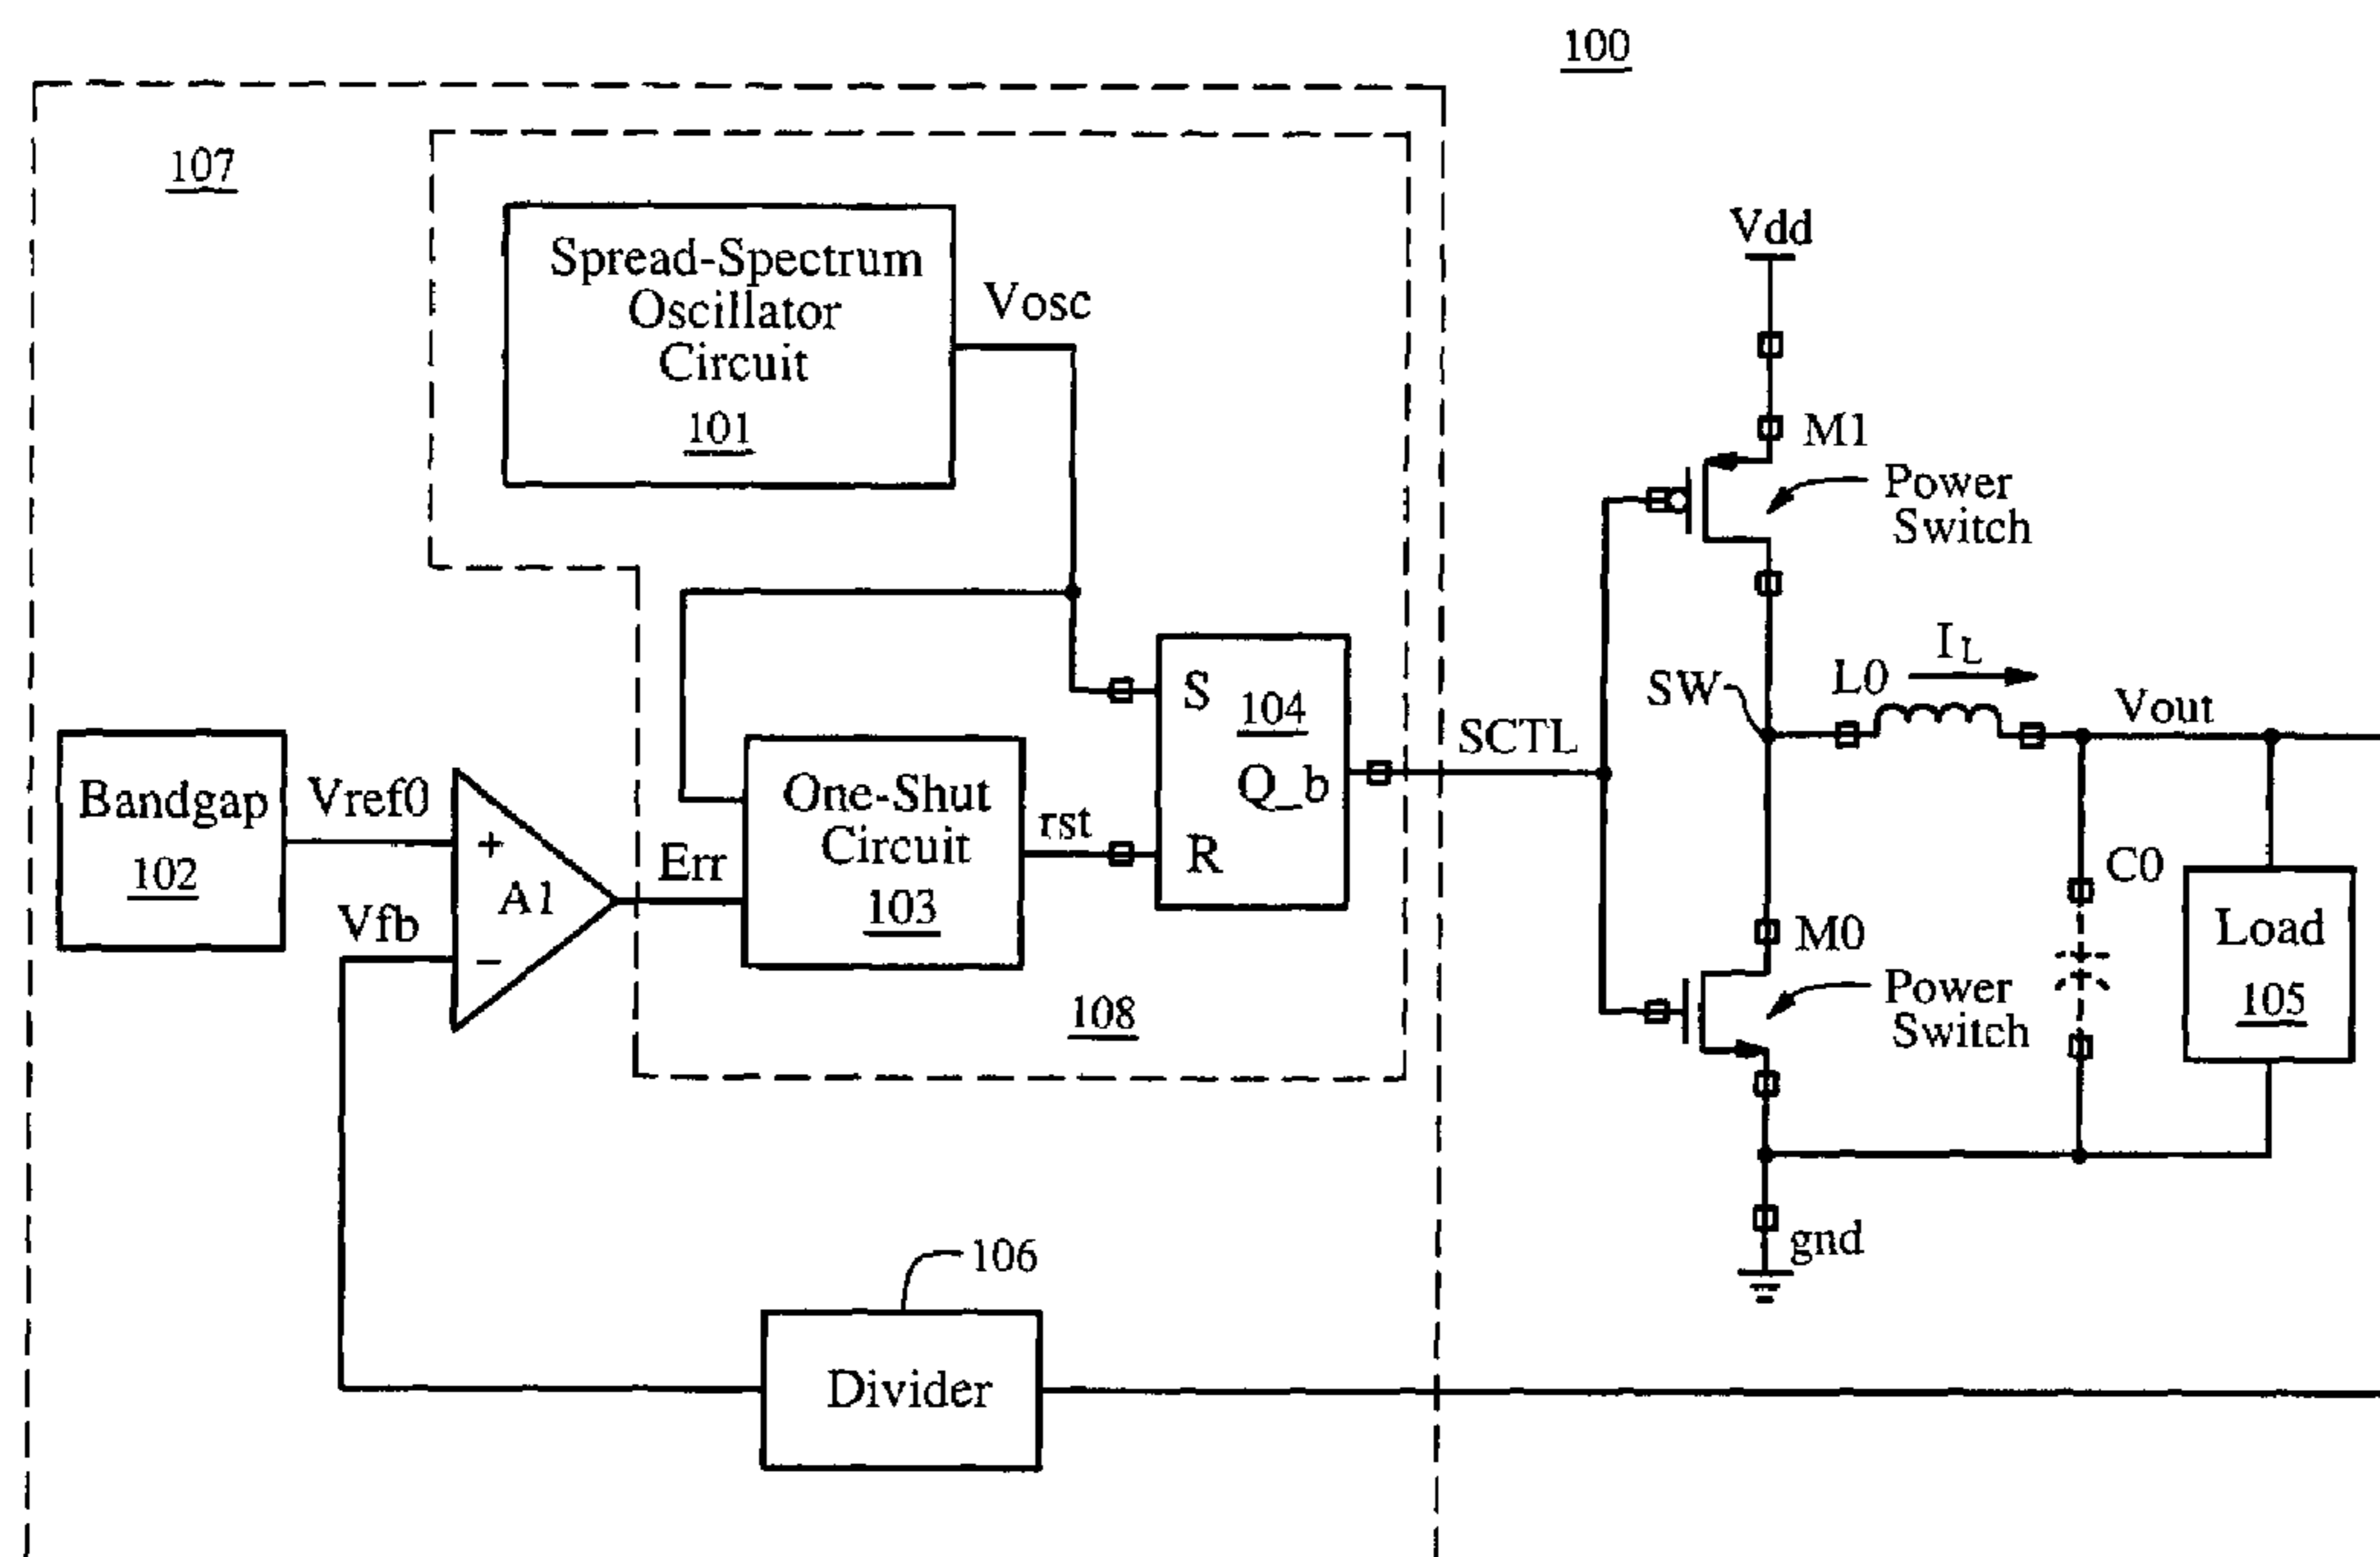 100
107
Spread-Spectrum
Oscillator
Circuit
101
Vosc
Vdd
M1
Power
Switch
Bandgap
102
Vref0
Vfb
+
A1
−
Err
One-Shut
Circuit
103
rst
S
104
Q_b
R
108
SCTL
SW
L0
IL
Vout
M0
Power
Switch
C0
Load
105
gnd
106
Divider